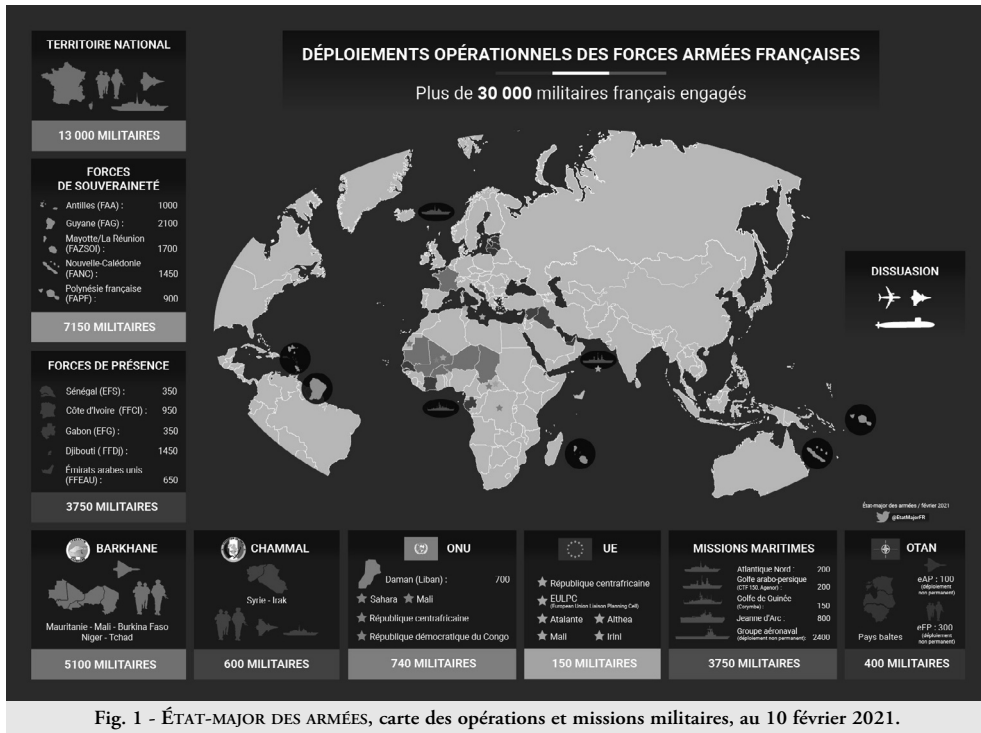 DÉPLOIEMENTS OPÉRATIONNELS DES FORCES ARMÉES FRANÇAISES
Plus de 30 000 militaires français engagés
TERRITOIRE NATIONAL
13 000 MILITAIRES
FORCES
DE SOUVERAINETÉ
Antilles (FAA) : 1000
Guyane (FAG) : 2100
Mayotte/La Réunion
(FAZSOI) : 1700
Nouvelle-Calédonie
(FANC) : 1450
Polynésie française
(FAPF) : 900
7150 MILITAIRES
FORCES DE PRÉSENCE
Sénégal (EFS) : 350
Côte d'Ivoire (FFCI) : 950
Gabon (EFG) : 350
Djibouti (FFDj) : 1450
Émirats arabes unis
(FFEAU) : 650
3750 MILITAIRES
DISSUASION
État-major des armées / février 2021
@EtatMajorFR
BARKHANE
Mauritanie - Mali - Burkina Faso
Niger - Tchad
5100 MILITAIRES
CHAMMAL
Syrie - Irak
600 MILITAIRES
ONU
Daman (Liban) : 700
Sahara Mali
République centrafricaine
République démocratique du Congo
740 MILITAIRES
UE
République centrafricaine
EULPC
(European Union Liaison Planning Cell)
Atalante Althea
Mali Irini
150 MILITAIRES
MISSIONS MARITIMES
Atlantique Nord : 200
Golfe arabo-persique
(CTF 150, Agenor) : 200
Golfe de Guinée
(Corymbe) : 150
Jeanne d'Arc : 800
Groupe aéronaval
(déploiement non permanent) : 2400
3750 MILITAIRES
OTAN
eAP : 100
(déploiement
non permanent)
eFP : 300
(déploiement
non permanent)
Pays baltes
400 MILITAIRES
Fig. 1 - ÉTAT-MAJOR DES ARMÉES, carte des opérations et missions militaires, au 10 février 2021.